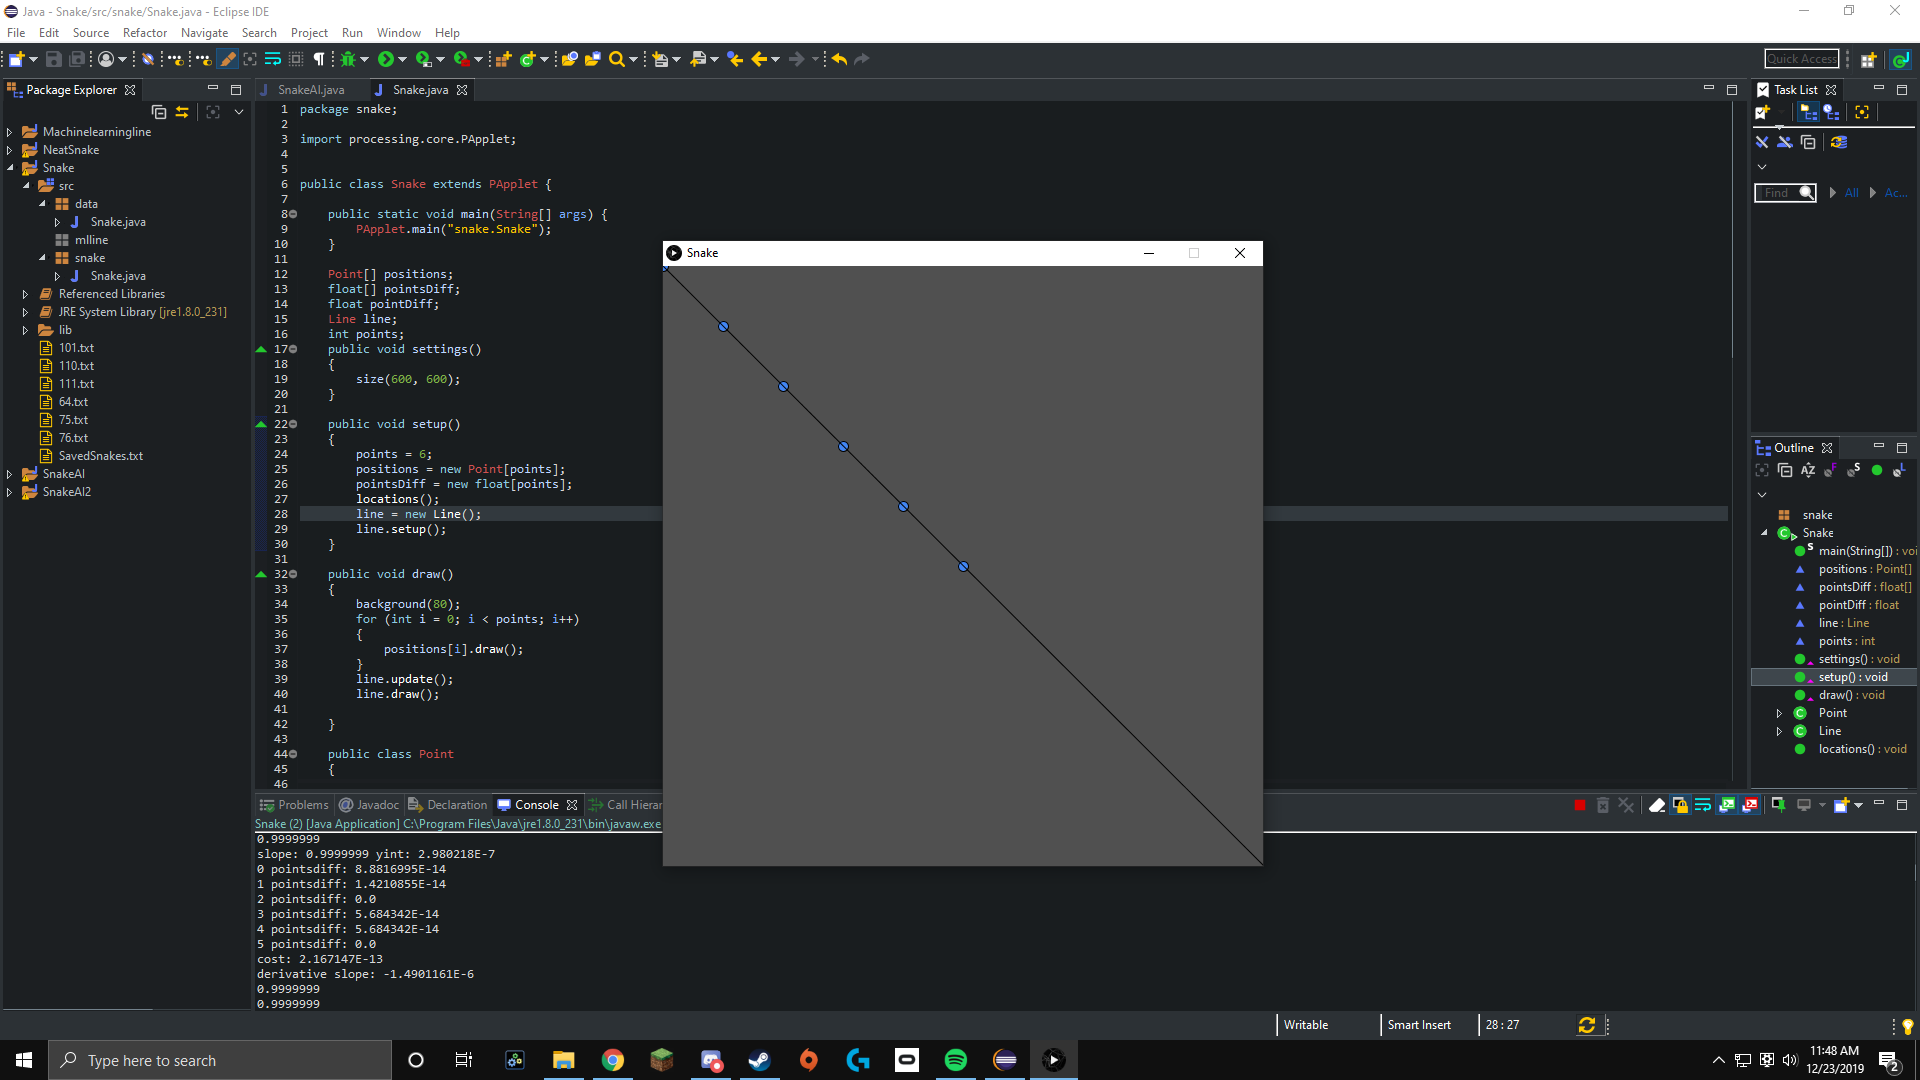 Java - Snake/src/snake/Snake.java - Eclipse IDE
File Edit Source Refactor Navigate Search Project Run Window Help
Quick Access
Package Explorer
Machinelearningline
NeatSnake
Snake
src
data
Snake.java
mlline
snake
Snake.java
Referenced Libraries
JRE System Library [jre1.8.0_231]
lib
101.txt
110.txt
111.txt
64.txt
75.txt
76.txt
SavedSnakes.txt
SnakeAI
SnakeAI2
SnakeAI.java Snake.java
1 package snake;
2
3 import processing.core.PApplet;
4
5
6 public class Snake extends PApplet {
7
8 public static void main(String[] args) {
9 PApplet.main("snake.Snake");
10 }
11
12 Point[] positions;
13 float[] pointsDiff;
14 float pointDiff;
15 Line line;
16 int points;
17 public void settings()
18 {
19 size(600, 600);
20 }
21
22 public void setup()
23 {
24 points = 6;
25 positions = new Point[points];
26 pointsDiff = new float[points];
27 locations();
28 line = new Line();
29 line.setup();
30 }
31
32 public void draw()
33 {
34 background(80);
35 for (int i = 0; i < points; i++)
36 {
37 positions[i].draw();
38 }
39 line.update();
40 line.draw();
41
42 }
43
44 public class Point
45 {
46
Snake
Problems Javadoc Declaration Console Call Hierar
Snake (2) [Java Application] C:\Program Files\Java\jre1.8.0_231\bin\javaw.exe
0.9999999
slope: 0.9999999 yint: 2.980218E-7
0 pointsdiff: 8.8816995E-14
1 pointsdiff: 1.4210855E-14
2 pointsdiff: 0.0
3 pointsdiff: 5.684342E-14
4 pointsdiff: 5.684342E-14
5 pointsdiff: 0.0
cost: 2.167147E-13
derivative slope: -1.4901161E-6
0.9999999
0.9999999
Task List
Find All Ac...
Outline
snake
Snake
main(String[]) : voi
positions : Point[]
pointsDiff : float[]
pointDiff : float
line : Line
points : int
settings() : void
setup() : void
draw() : void
Point
Line
locations() : void
Writable Smart Insert 28 : 27
Type here to search
11:48 AM
12/23/2019
2